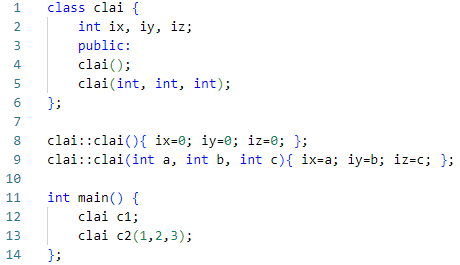 1 class clai {
2     int ix, iy, iz;
3     public:
4     clai();
5     clai(int, int, int);
6 };
7
8 clai::clai(){ ix=0; iy=0; iz=0; };
9 clai::clai(int a, int b, int c){ ix=a; iy=b; iz=c; };
10
11 int main() {
12     clai c1;
13     clai c2(1,2,3);
14 };